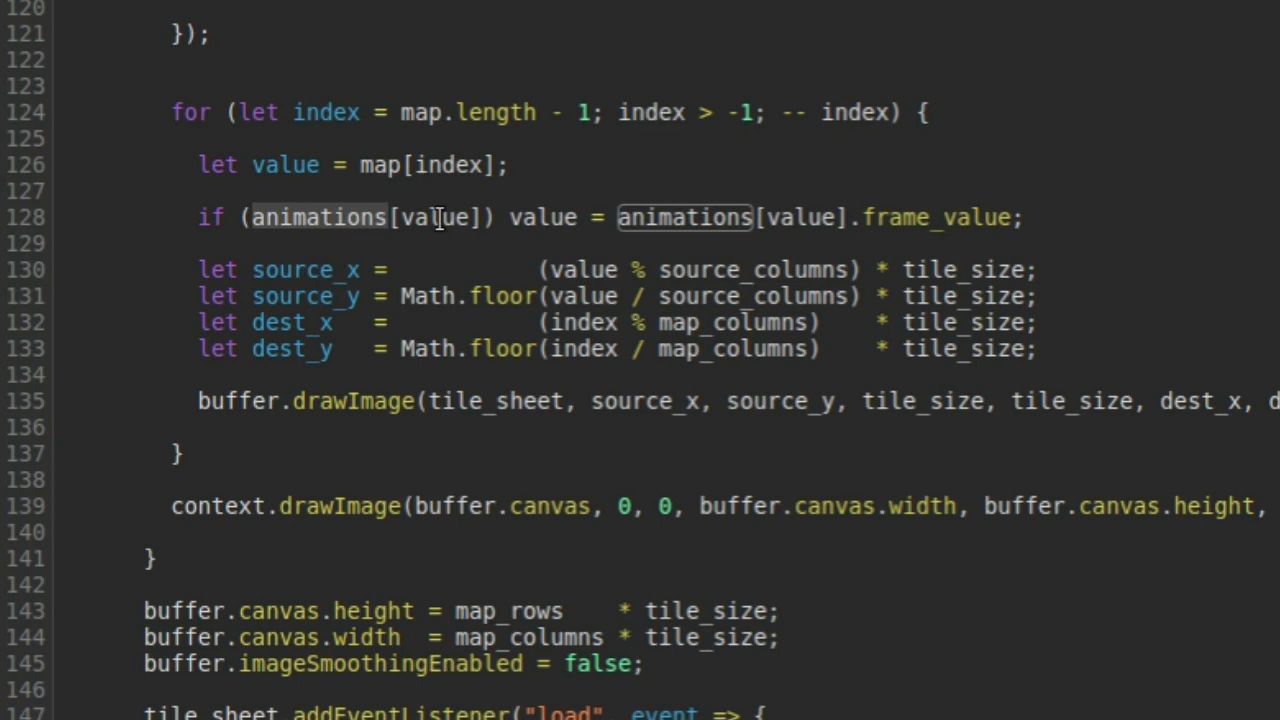 120
121 });
122
123
124 for (let index = map.length - 1; index > -1; -- index) {
125
126 let value = map[index];
127
128 if (animations[value]) value = animations[value].frame_value;
129
130 let source_x =           (value % source_columns) * tile_size;
131 let source_y = Math.floor(value / source_columns) * tile_size;
132 let dest_x   =           (index % map_columns)    * tile_size;
133 let dest_y   = Math.floor(index / map_columns)    * tile_size;
134
135 buffer.drawImage(tile_sheet, source_x, source_y, tile_size, tile_size, dest_x, d
136
137 }
138
139 context.drawImage(buffer.canvas, 0, 0, buffer.canvas.width, buffer.canvas.height,
140
141 }
142
143 buffer.canvas.height = map_rows    * tile_size;
144 buffer.canvas.width  = map_columns * tile_size;
145 buffer.imageSmoothingEnabled = false;
146
147 tile_sheet.addEventListener("load", event => {